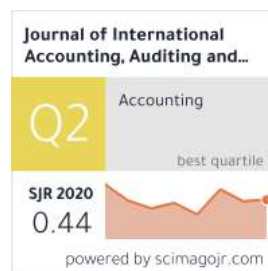 Journal of International
Accounting, Auditing and...
Q2
Accounting
best quartile
SJR 2020
0.44
powered by scimagojr.com